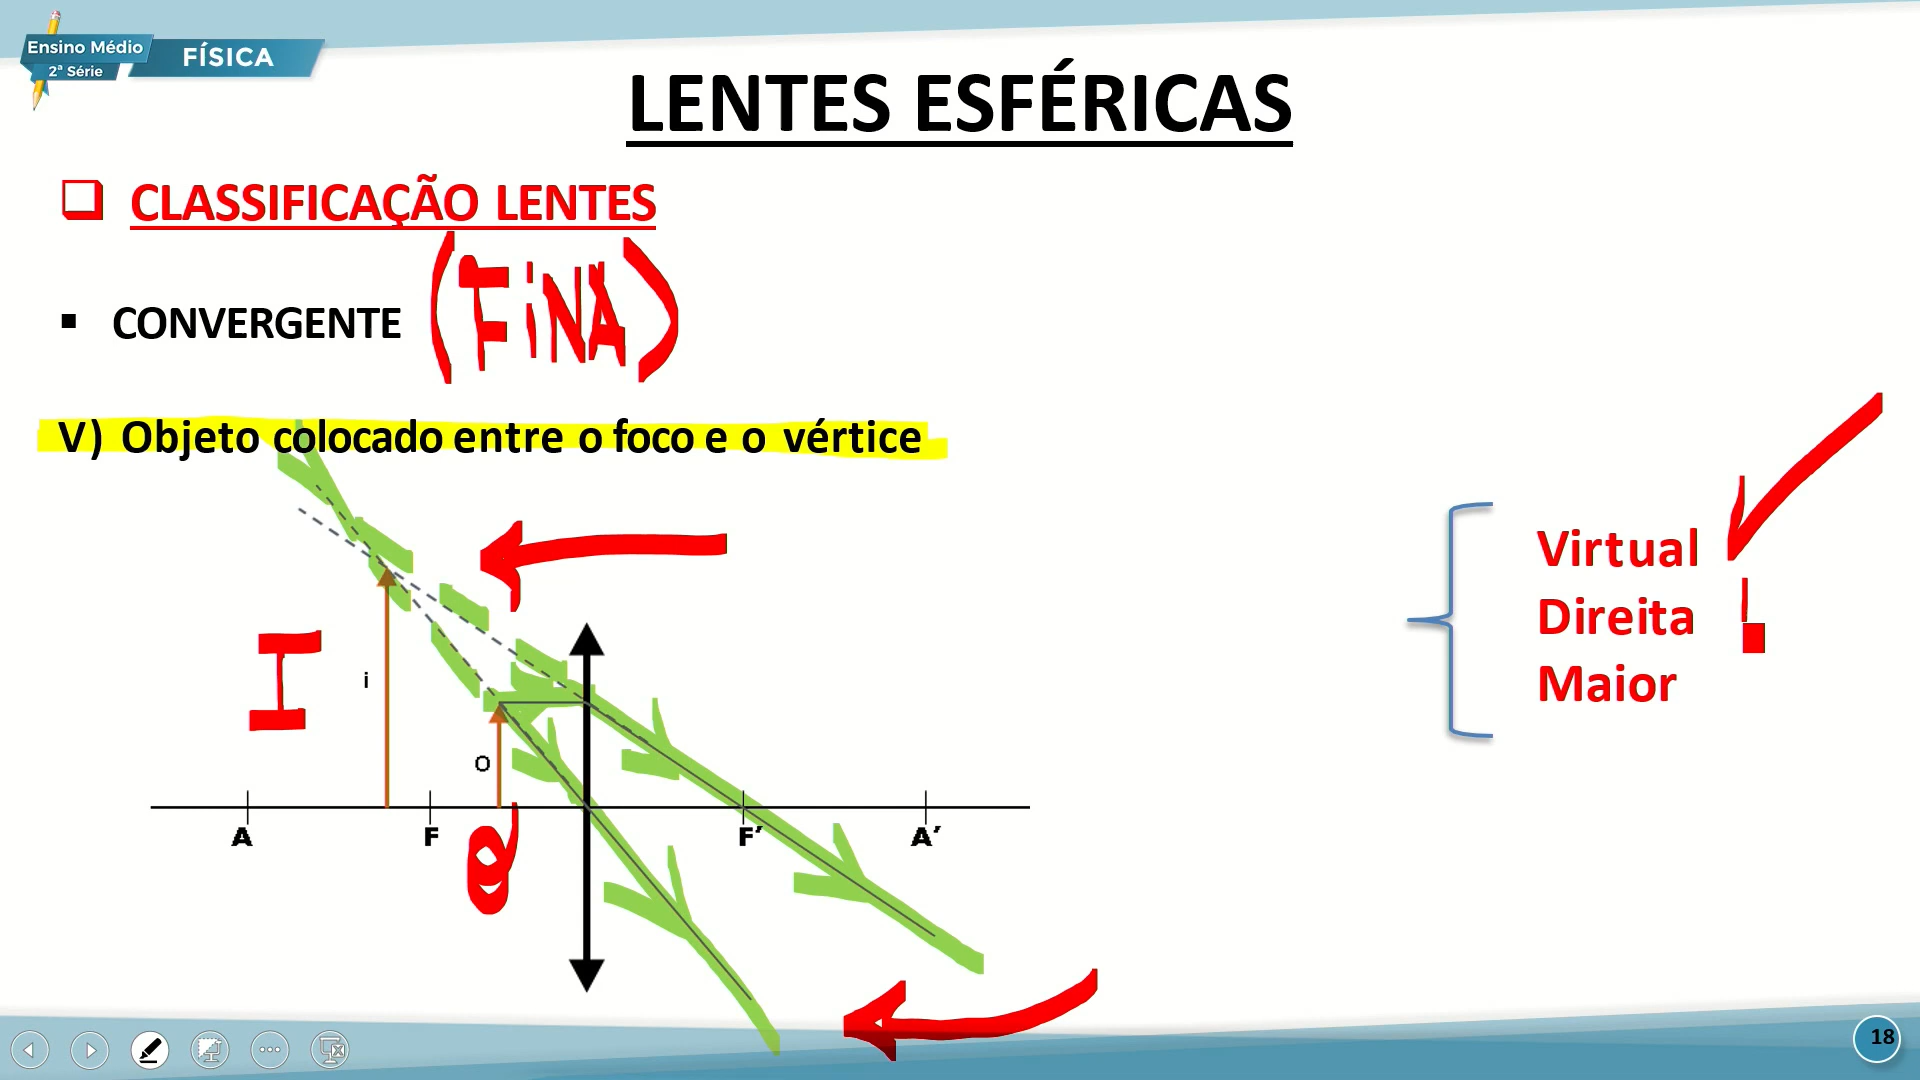 Ensino Médio
2ª Série
FÍSICA
LENTES ESFÉRICAS
CLASSIFICAÇÃO LENTES
CONVERGENTE (FiNA)
V) Objeto colocado entre o foco e o vértice
Virtual
Direita
Maior
I
i
O
A F F’ A’
18